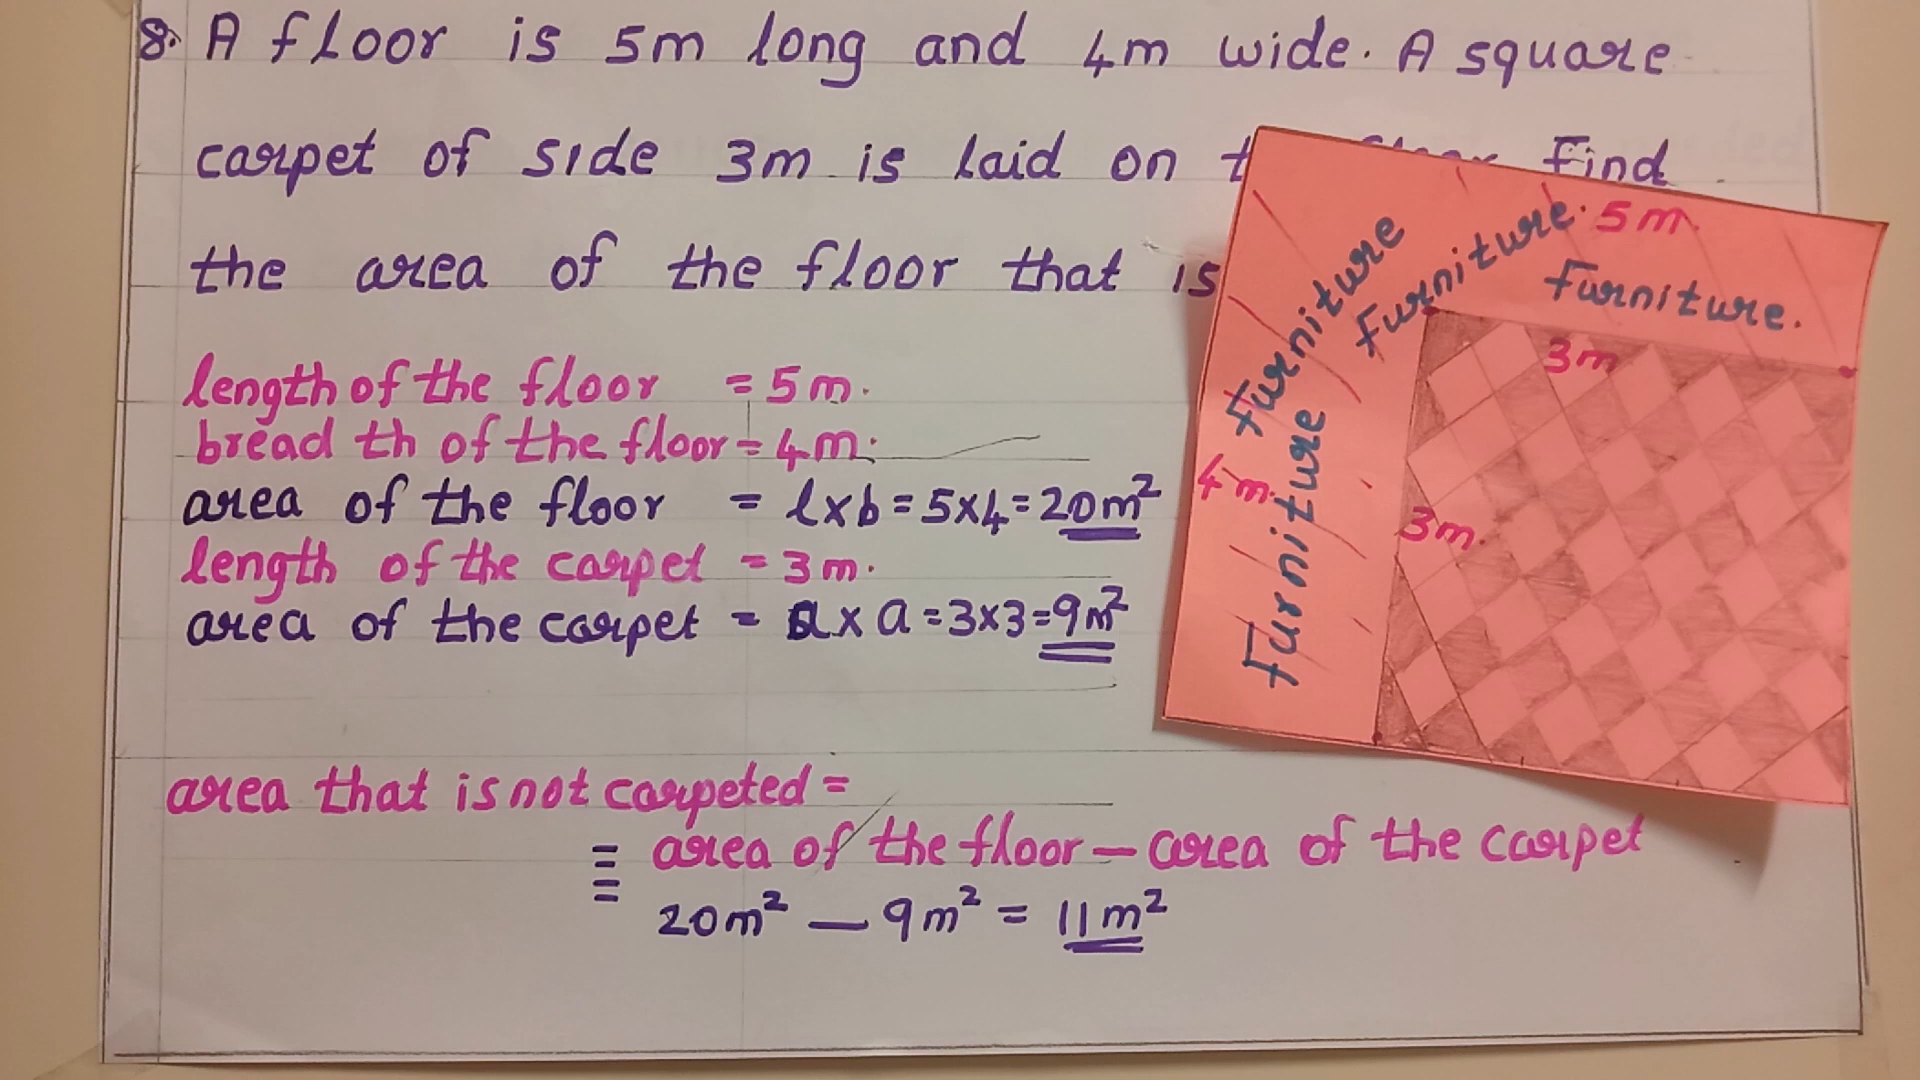 8. A floor is 5m long and 4m wide. A square
carpet of side 3m is laid on Find
the area of the floor that is
length of the floor = 5m.
breadth of the floor = 4m.
area of the floor = l×b = 5×4 = 20m²
length of the carpet = 3m.
area of the carpet = a×a = 3×3 = 9m²
area that is not carpeted =
= area of the floor — area of the carpet
=
20m² — 9m² = 11m²
5m.
Furniture
Furniture.
Furniture.
3m
4m.
Furniture
3m.